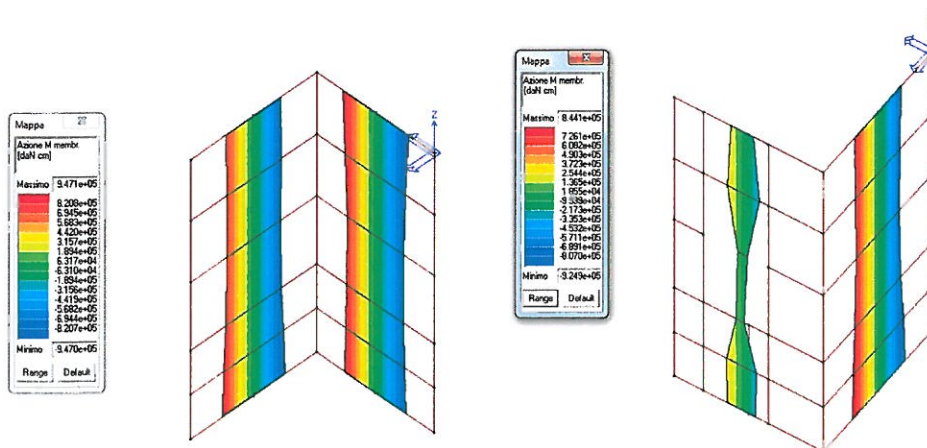 Mappa
Azione M membr.
[daN cm]
Massimo 9.471e+05
8.208e+05
6.945e+05
5.683e+05
4.420e+05
3.157e+05
1.894e+05
6.317e+04
-6.310e+04
-1.894e+05
-3.156e+05
-4.419e+05
-5.682e+05
-6.944e+05
-8.207e+05
Minimo -9.470e+05
Range Default
Z
Mappa
Azione M membr.
[daN cm]
Massimo 8.441e+05
7.261e+05
6.082e+05
4.903e+05
3.723e+05
2.544e+05
1.365e+05
1.855e+04
-9.939e+04
-2.173e+05
-3.353e+05
-4.532e+05
-5.711e+05
-6.891e+05
-8.070e+05
Minimo -9.249e+05
Range Default